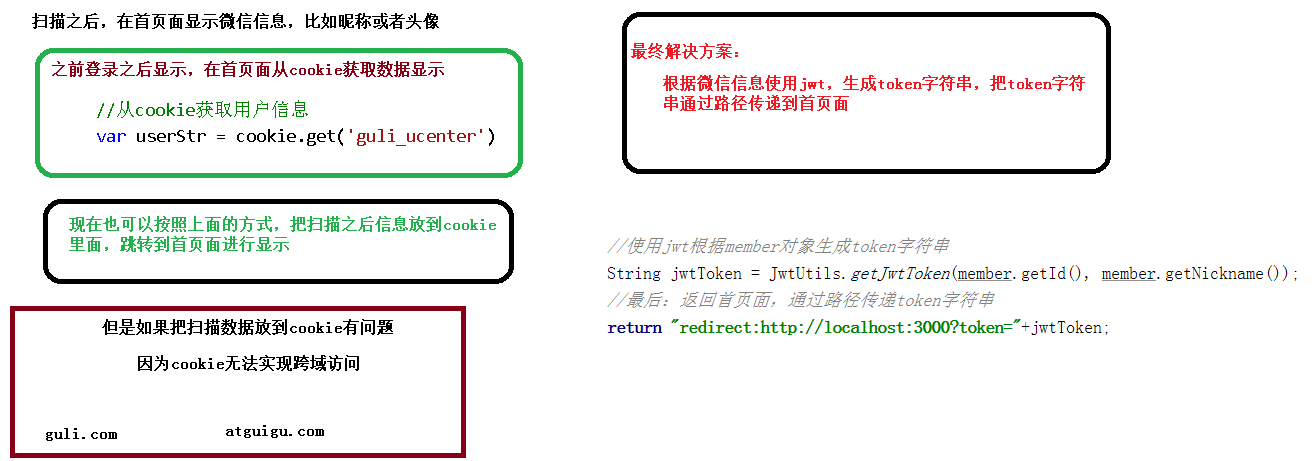 扫描之后，在首页面显示微信信息，比如昵称或者头像
之前登录之后显示，在首页面从cookie获取数据显示
//从cookie获取用户信息
var userStr = cookie.get('guli_ucenter')
现在也可以按照上面的方式，把扫描之后信息放到cookie
里面，跳转到首页面进行显示
但是如果把扫描数据放到cookie有问题
因为cookie无法实现跨域访问
guli.com
atguigu.com
最终解决方案：
根据微信信息使用jwt，生成token字符串，把token字符
串通过路径传递到首页面
//使用jwt根据member对象生成token字符串
String jwtToken = JwtUtils.getJwtToken(member.getId(), member.getNickname());
//最后：返回首页面，通过路径传递token字符串
return "redirect:http://localhost:3000?token="+jwtToken;